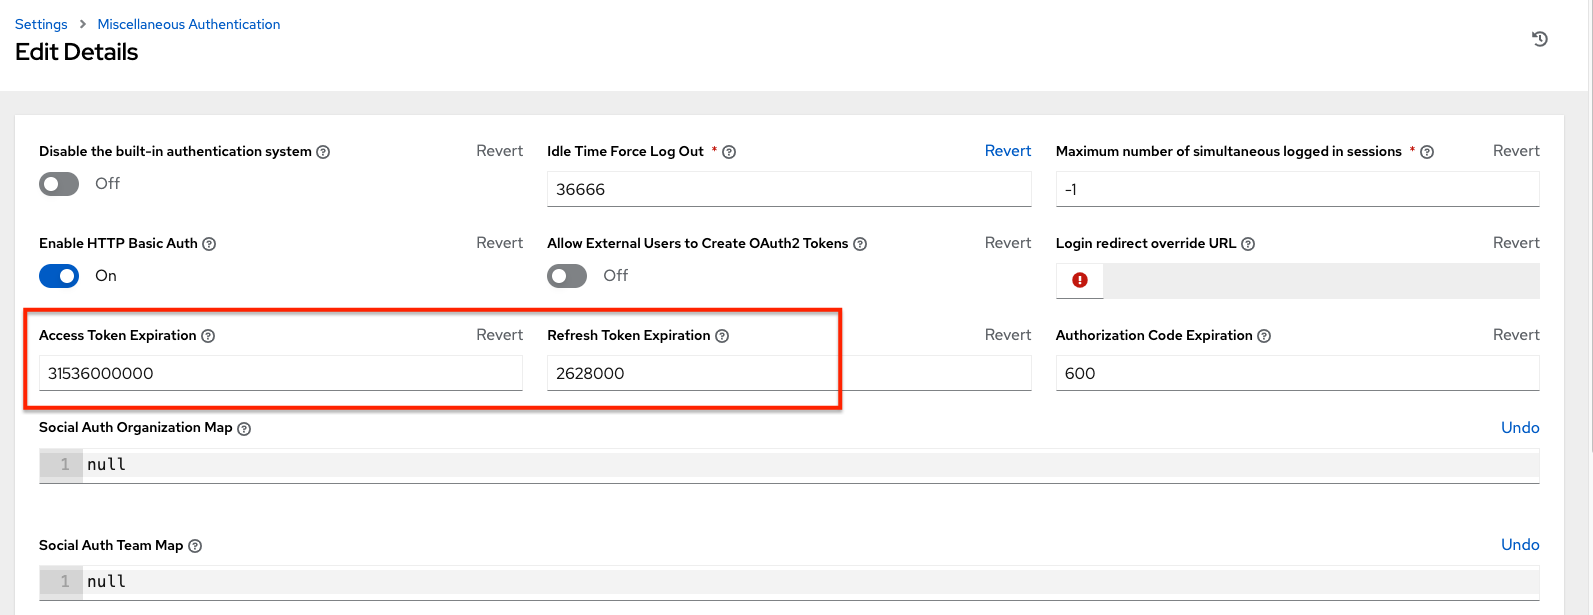 Settings > Miscellaneous Authentication
Edit Details
Disable the built-in authentication system Revert
Off
Idle Time Force Log Out * Revert
36666
Maximum number of simultaneous logged in sessions * Revert
-1
Enable HTTP Basic Auth Revert
On
Allow External Users to Create OAuth2 Tokens Revert
Off
Login redirect override URL Revert
Access Token Expiration Revert
31536000000
Refresh Token Expiration Revert
2628000
Authorization Code Expiration Revert
600
Social Auth Organization Map Undo
1 null
Social Auth Team Map Undo
1 null